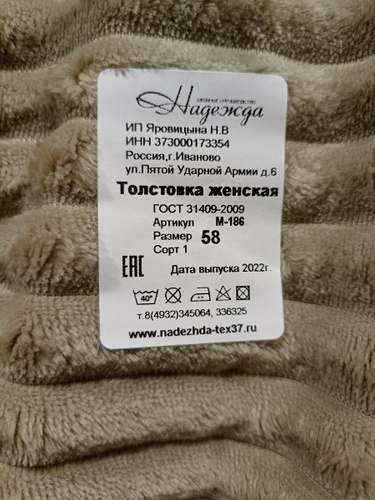 Надежда
ИП Яровицына Н.В
ИНН 373000173354
Россия,г.Иваново
ул.Пятой Ударной Армии д.6
Толстовка женская
ГОСТ 31409-2009
Артикул М-186
Размер 58
Сорт 1
EAC Дата выпуска 2022г.
40°
т.8(4932)345064, 336325
www.nadezhda-tex37.ru